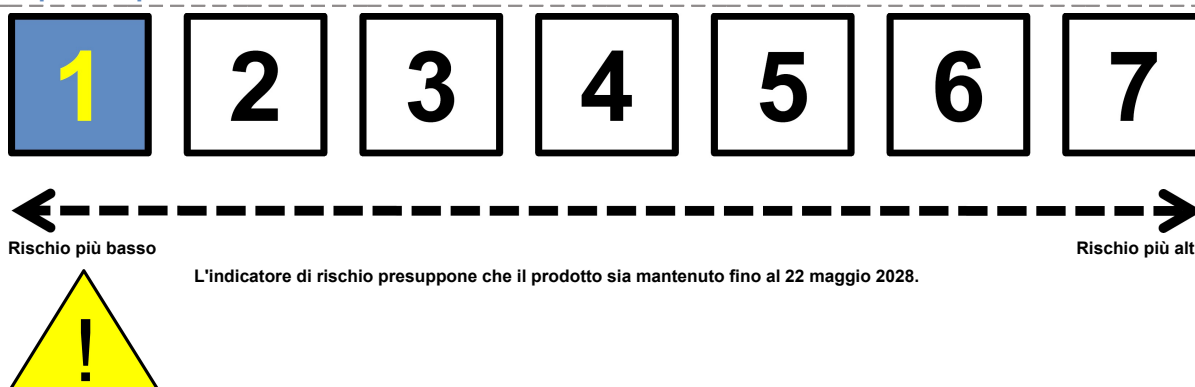 1 2 3 4 5 6 7
Rischio più basso Rischio più alt
L'indicatore di rischio presuppone che il prodotto sia mantenuto fino al 22 maggio 2028.
!